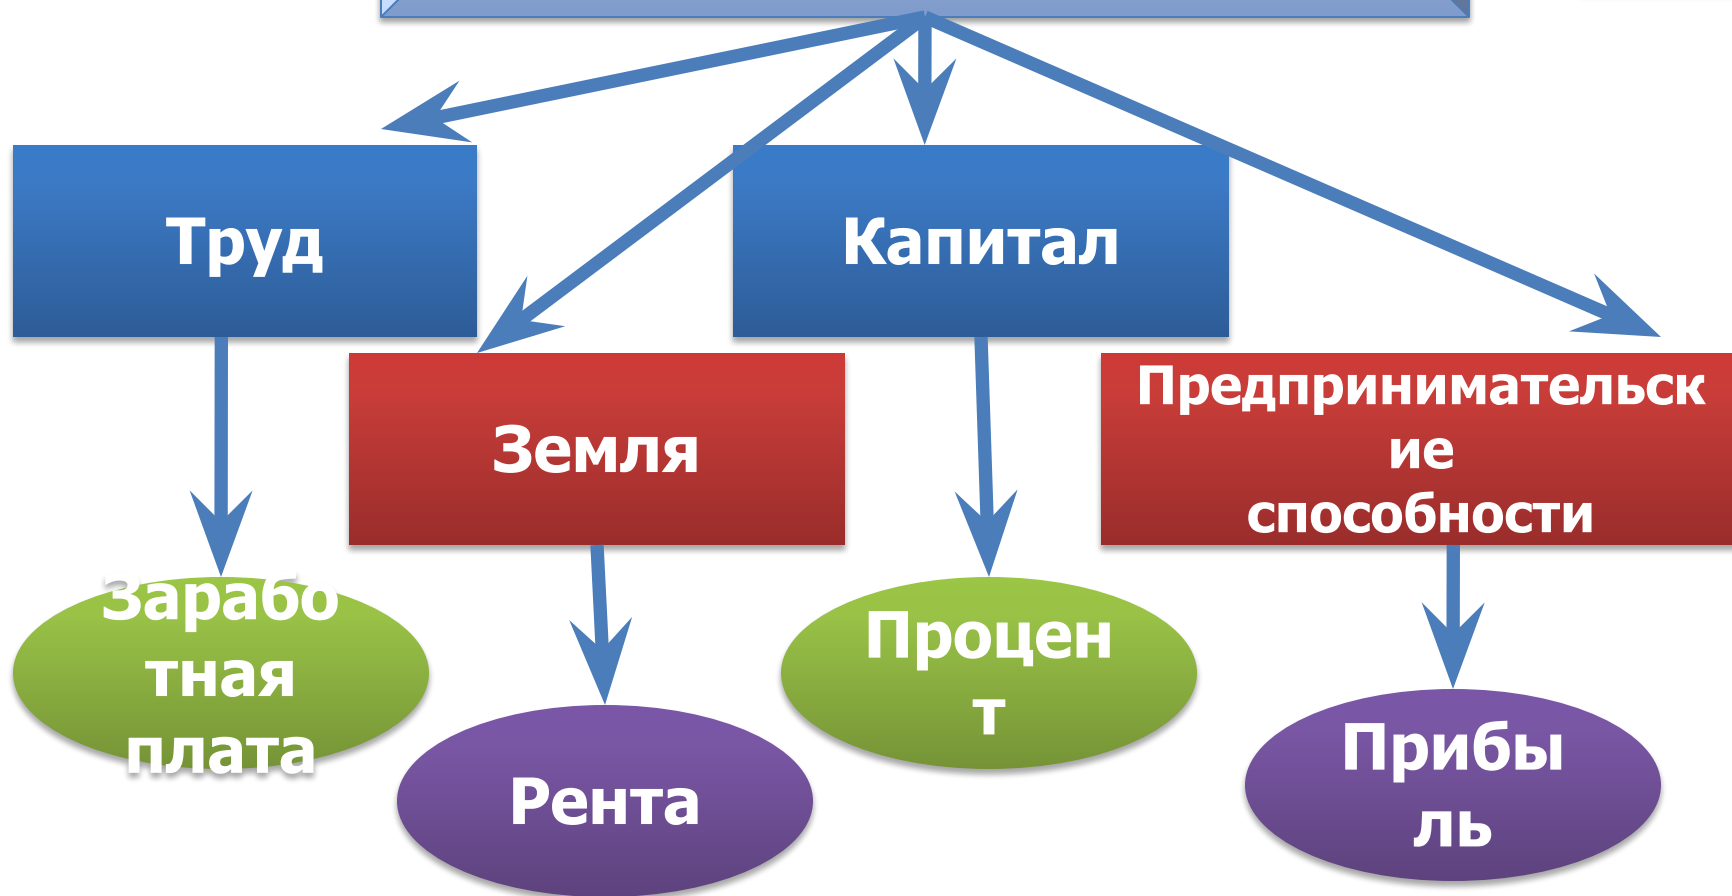 Труд
Капитал
Земля
Предпринимательск
ие
способности
Зарабо
тная
плата
Процен
т
Рента
Прибы
ль